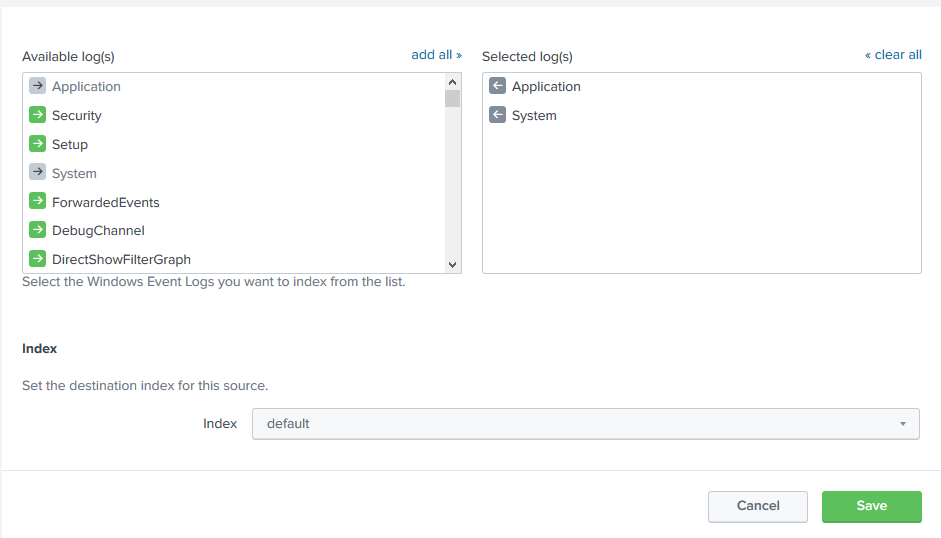 Available log(s)
add all »
Application
Security
Setup
System
ForwardedEvents
DebugChannel
DirectShowFilterGraph
Select the Windows Event Logs you want to index from the list.
Selected log(s)
« clear all
Application
System
Index
Set the destination index for this source.
Index
default
Cancel
Save